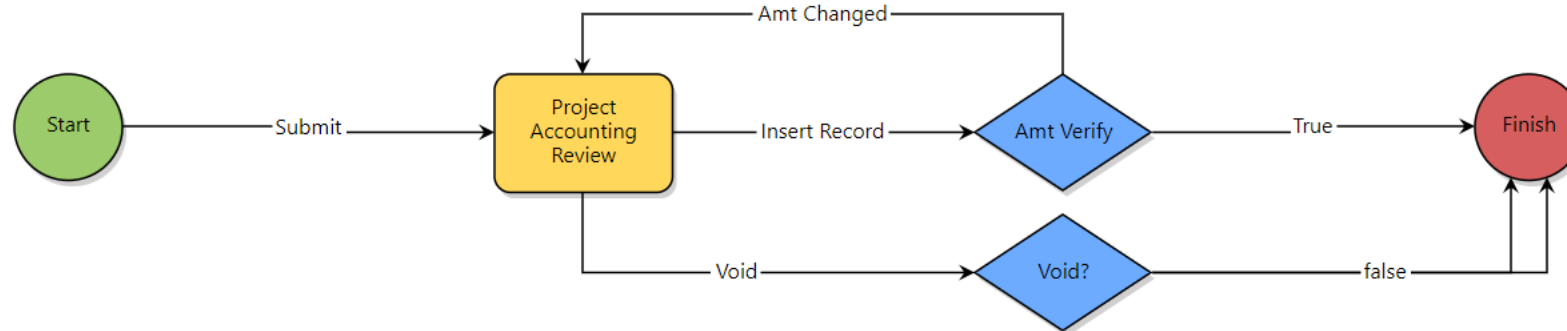 Amt Changed
Start
Submit
Project
Accounting
Review
Insert Record
Amt Verify
True
Finish
Void
Void?
false